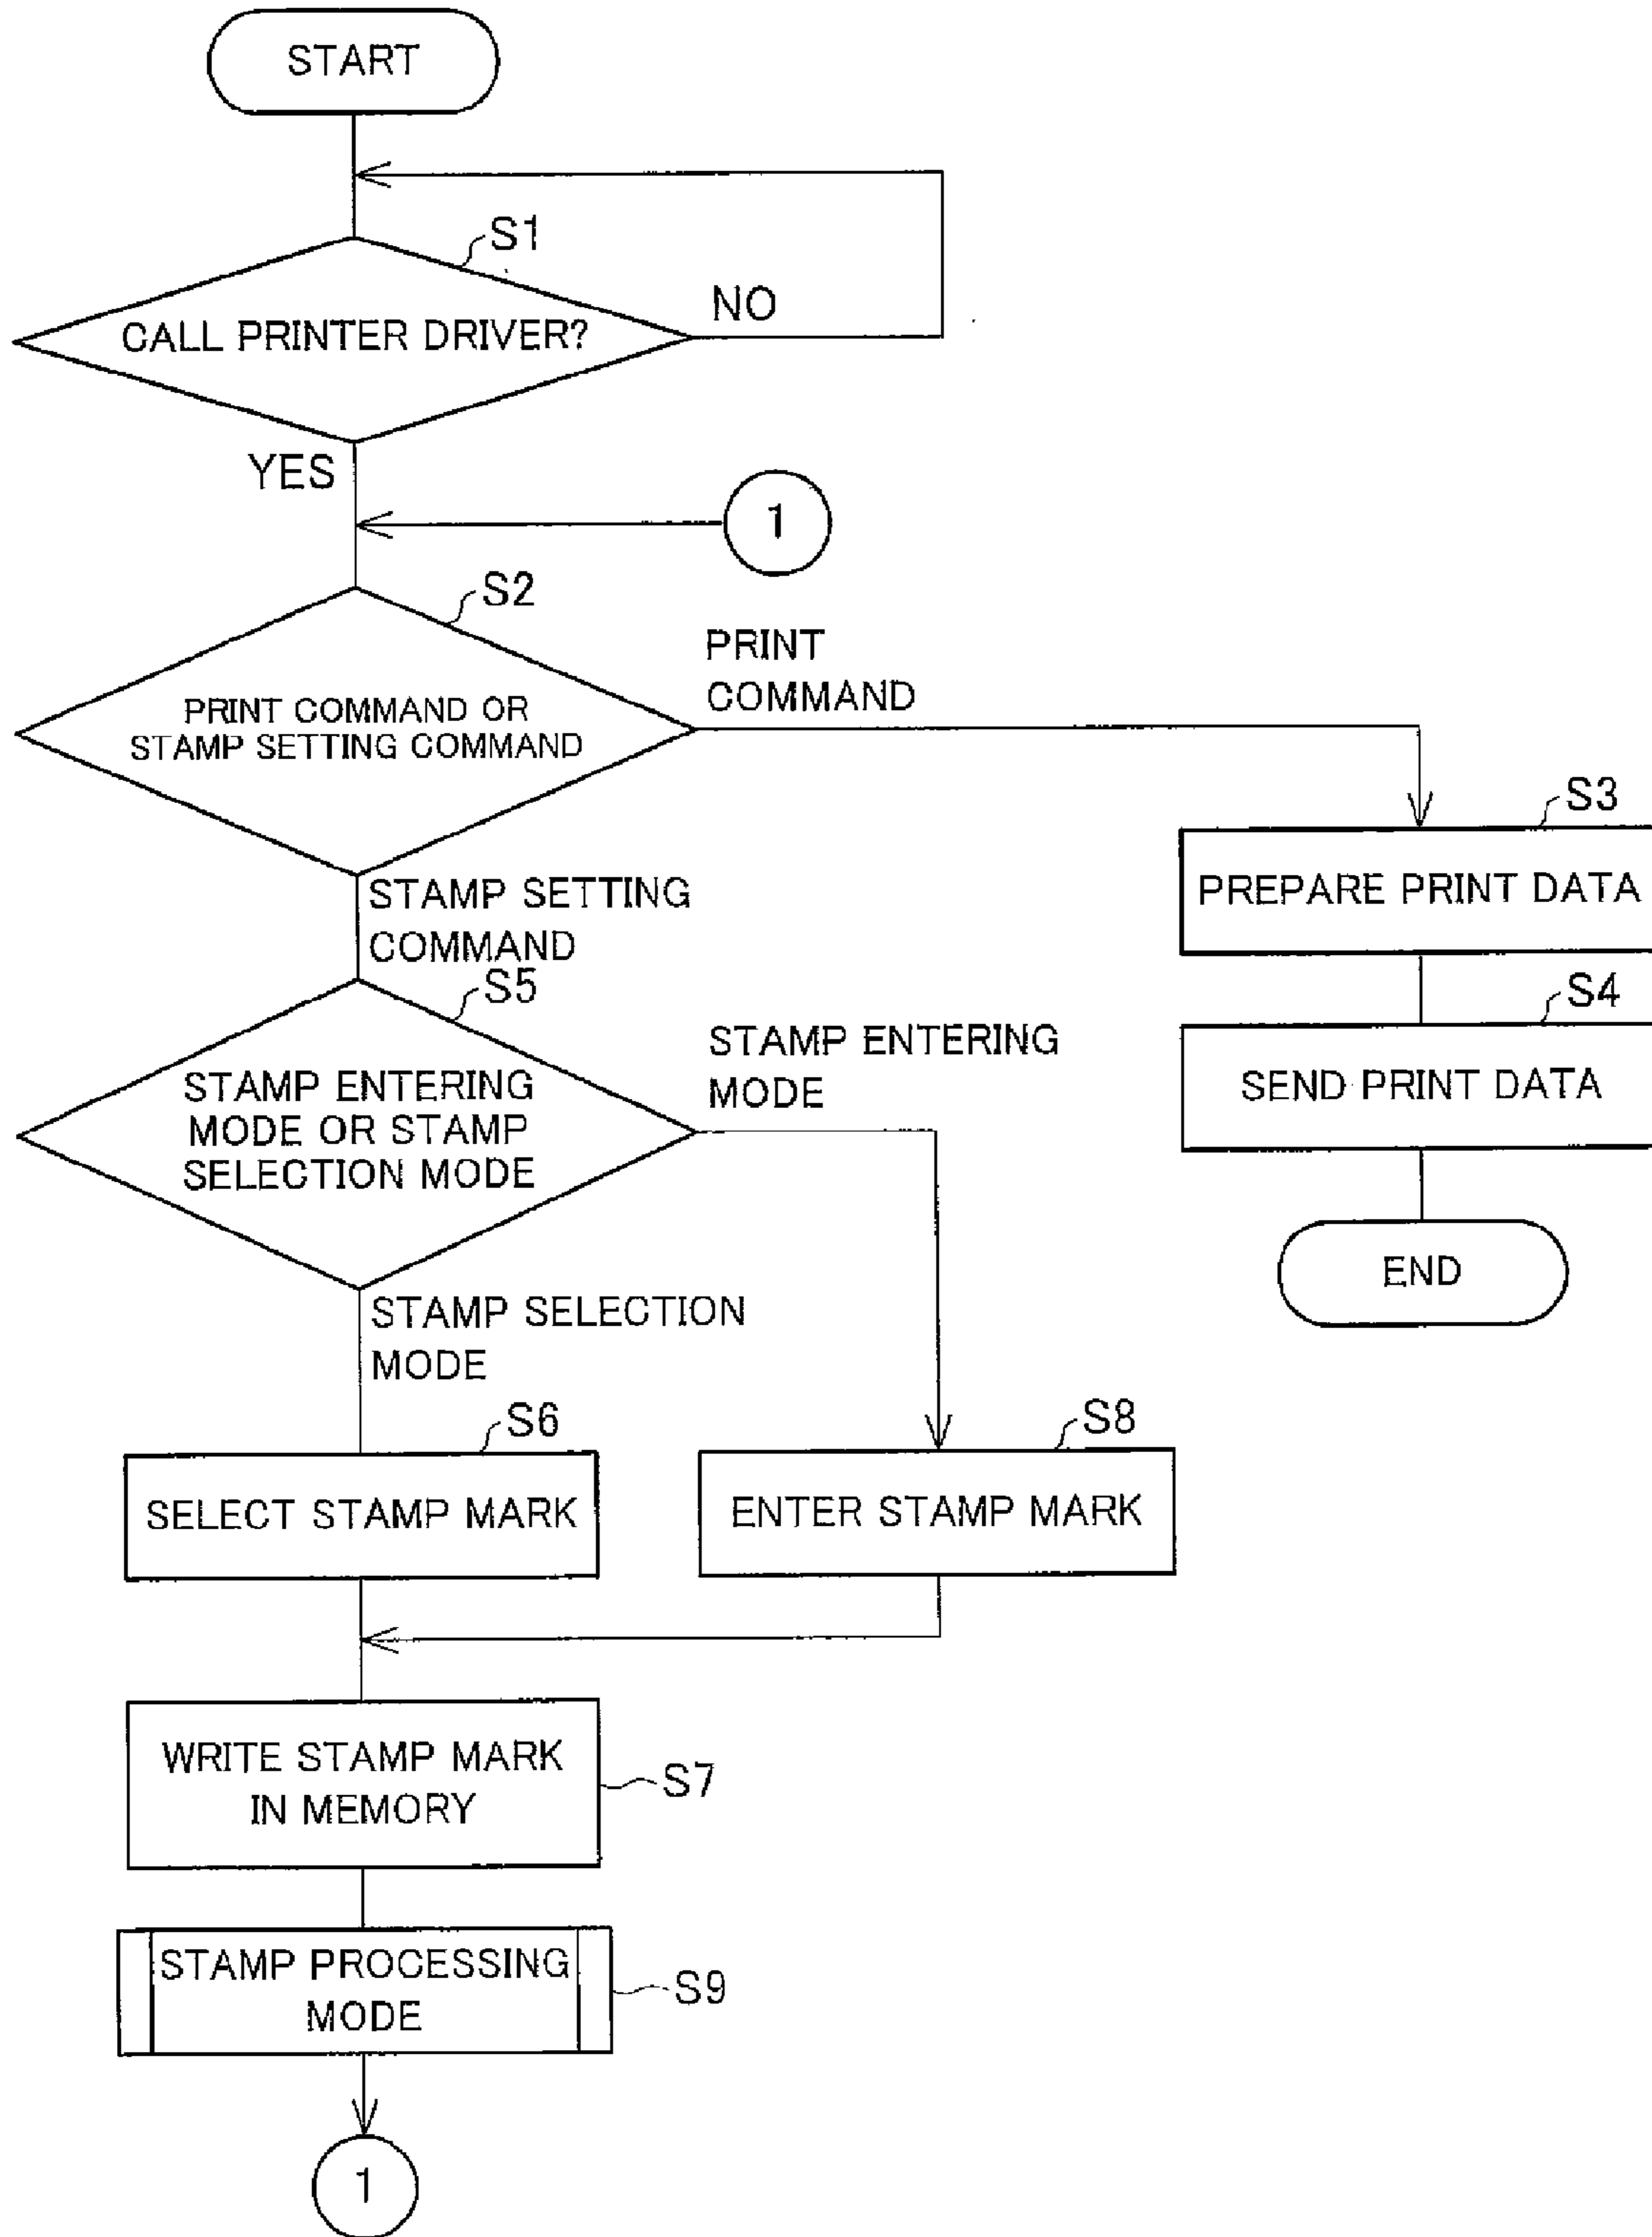 START
S1
CALL PRINTER DRIVER?
NO
YES
1
S2
PRINT COMMAND OR
STAMP SETTING COMMAND
PRINT
COMMAND
S3
PREPARE PRINT DATA
S4
SEND PRINT DATA
END
STAMP SETTING
COMMAND
S5
STAMP ENTERING
MODE OR STAMP
SELECTION MODE
STAMP ENTERING
MODE
STAMP SELECTION
MODE
S6
SELECT STAMP MARK
S8
ENTER STAMP MARK
WRITE STAMP MARK
IN MEMORY
S7
STAMP PROCESSING
MODE
S9
1